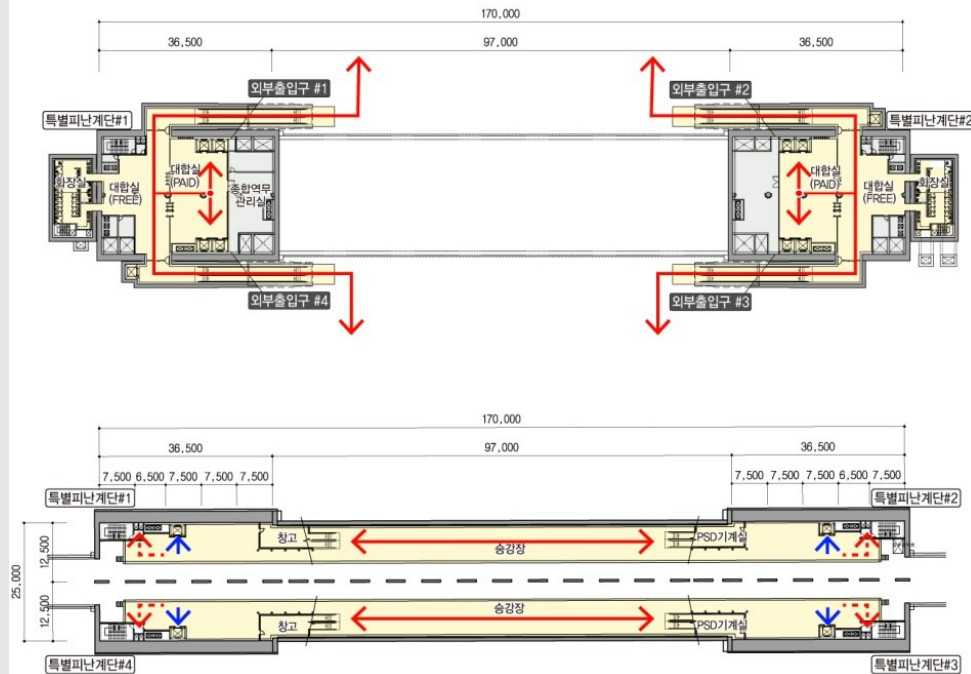 170,000
36,500 97,000 36,500
외부출입구 #1 외부출입구 #2
특별피난계단#1 특별피난계단#2
화장실
대합실
(FREE)
대합실
(PAID)
종합역무
관리실
대합실
(PAID)
대합실
(FREE)
화장실
외부출입구 #4 외부출입구 #3
170,000
36,500 97,000 36,500
7,500 6,500 7,500 7,500 7,500 7,500 7,500 7,500 6,500 7,500
특별피난계단#1 특별피난계단#2
25,000
12,500
12,500
창고 승강장 PSD기계실
창고 승강장 PSD기계실
특별피난계단#4 특별피난계단#3